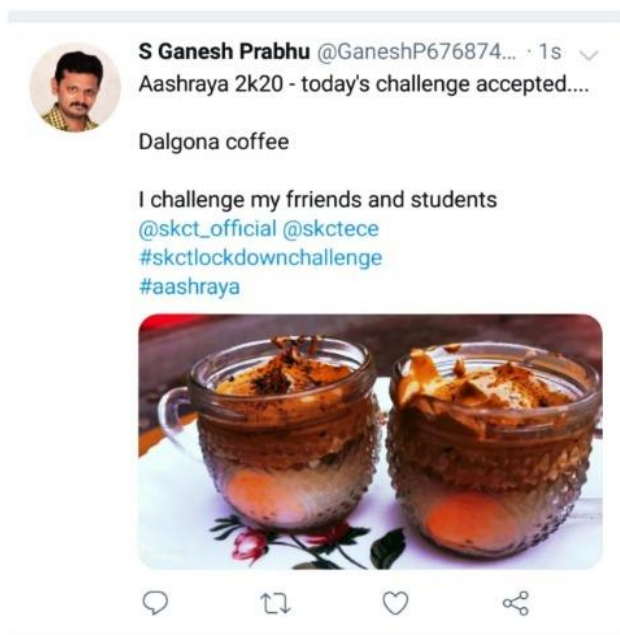 S Ganesh Prabhu @GaneshP676874... · 1s
Aashraya 2k20 - today's challenge accepted....
Dalgona coffee
I challenge my frriends and students
@skct_official @skctece
#skctlockdownchallenge
#aashraya